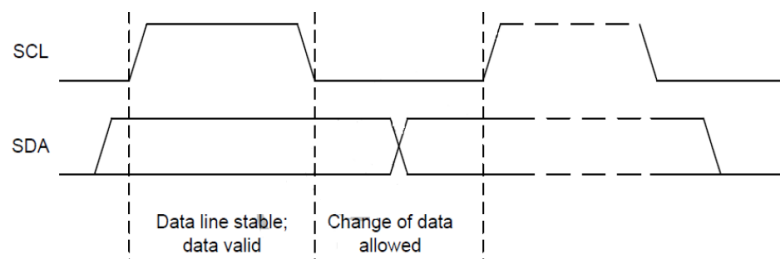 SCL
SDA
Data line stable;
data valid
Change of data
allowed